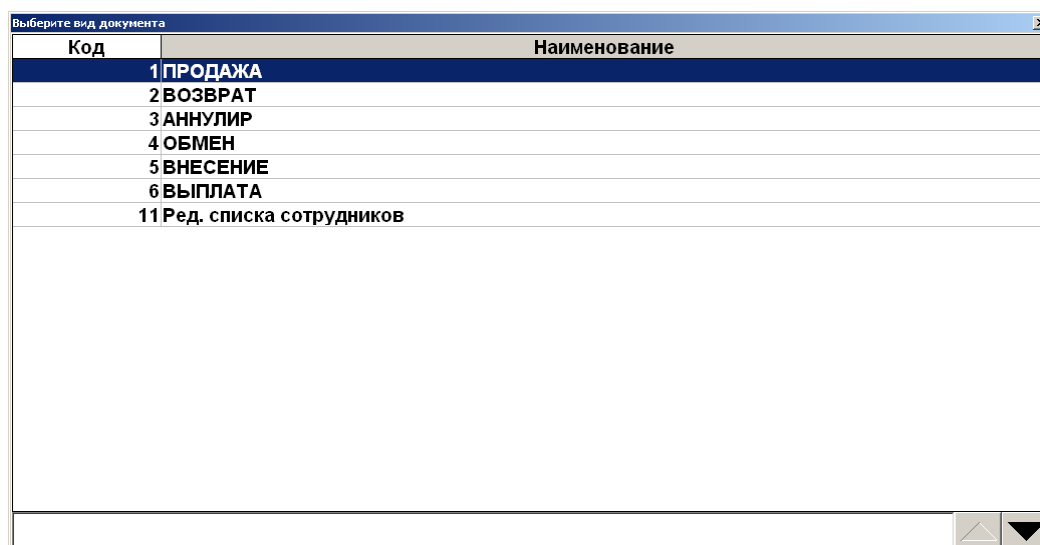 Выберите вид документа
Код Наименование
1 ПРОДАЖА
2 ВОЗВРАТ
3 АННУЛИР
4 ОБМЕН
5 ВНЕСЕНИЕ
6 ВЫПЛАТА
11 Ред. списка сотрудников